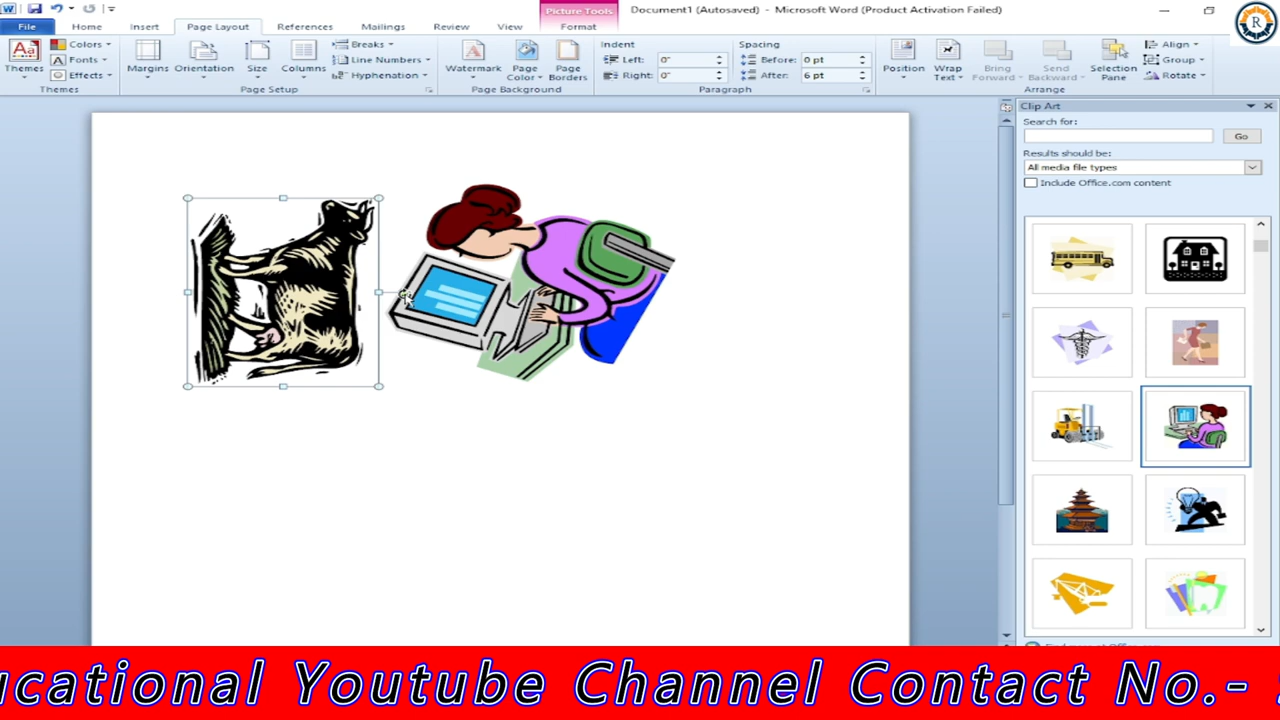 Picture Tools
Document1 (Autosaved) - Microsoft Word (Product Activation Failed)
File Home Insert Page Layout References Mailings Review View Format
Themes
Colors
Fonts
Effects
Themes
Margins
Orientation
Size
Columns
Breaks
Line Numbers
Hyphenation
Page Setup
Watermark
Page Color
Page Borders
Page Background
Indent
Left: 0"
Right: 0"
Spacing
Before: 0 pt
After: 6 pt
Paragraph
Position
Wrap Text
Bring Forward
Send Backward
Selection Pane
Align
Group
Rotate
Arrange
R
Clip Art
Search for:
Go
Results should be:
All media file types
Include Office.com content
ucational Youtube Channel Contact No.-